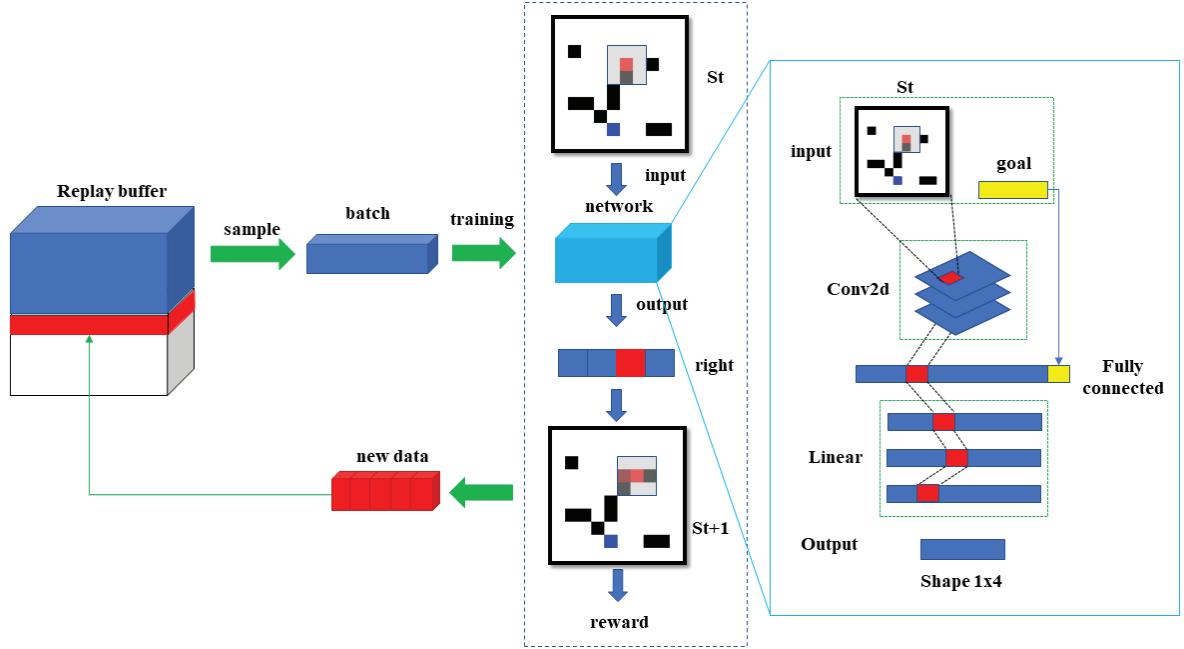 Replay buffer
sample
batch
training
St
input
network
output
right
new data
St+1
reward
St
input
goal
Conv2d
Fully
connected
Linear
Output
Shape 1x4